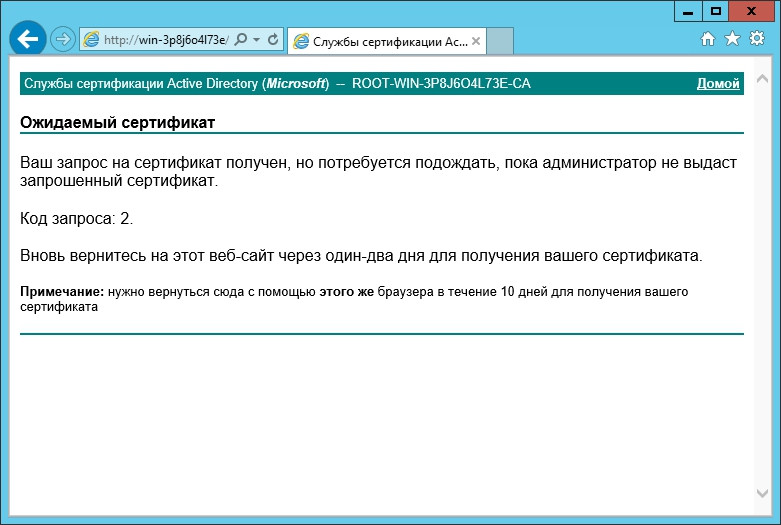 http://win-3p8j6o4l73e/
Службы сертификации Ac...
Службы сертификации Active Directory (Microsoft) -- ROOT-WIN-3P8J6O4L73E-CA Домой
Ожидаемый сертификат
Ваш запрос на сертификат получен, но потребуется подождать, пока администратор не выдаст
запрошенный сертификат.
Код запроса: 2.
Вновь вернитесь на этот веб-сайт через один-два дня для получения вашего сертификата.
Примечание: нужно вернуться сюда с помощью этого же браузера в течение 10 дней для получения вашего
сертификата